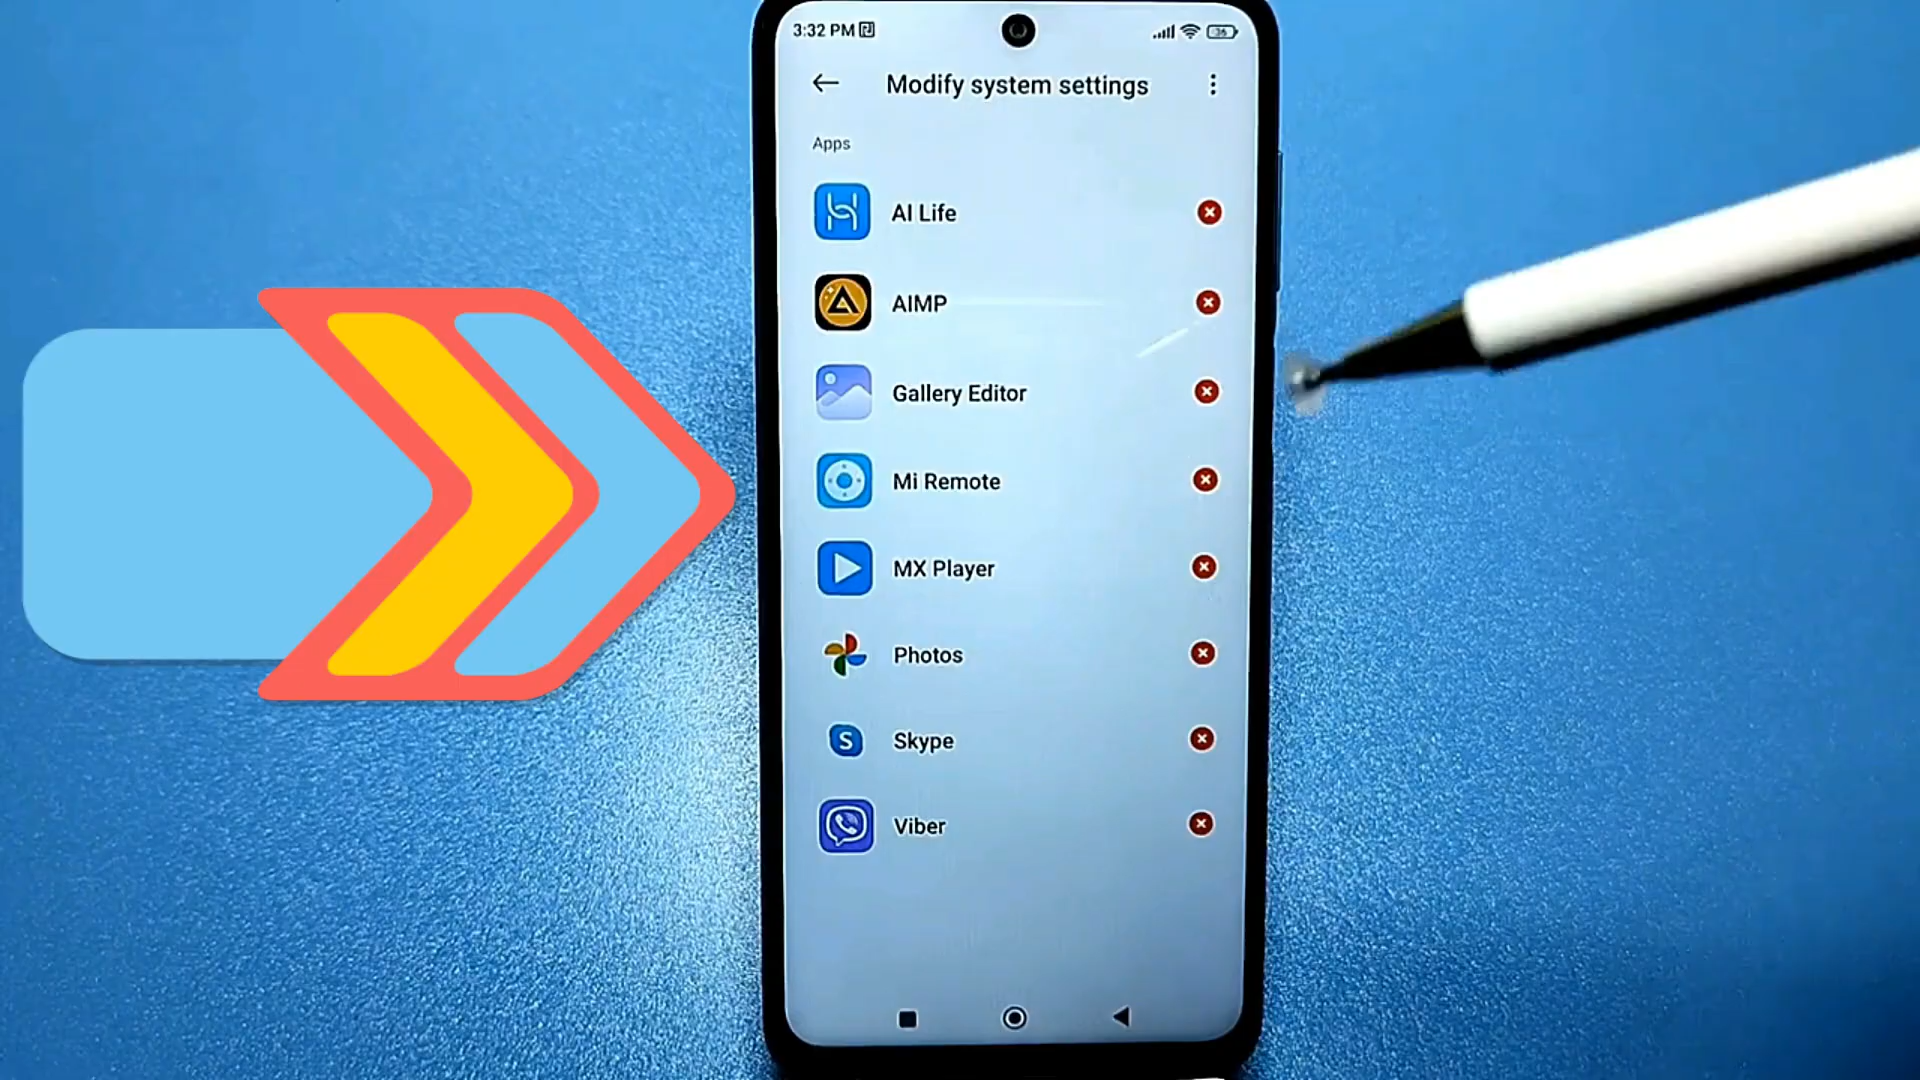 3:32 PM
36
Modify system settings
Apps
AI Life
AIMP
Gallery Editor
Mi Remote
MX Player
Photos
Skype
Viber